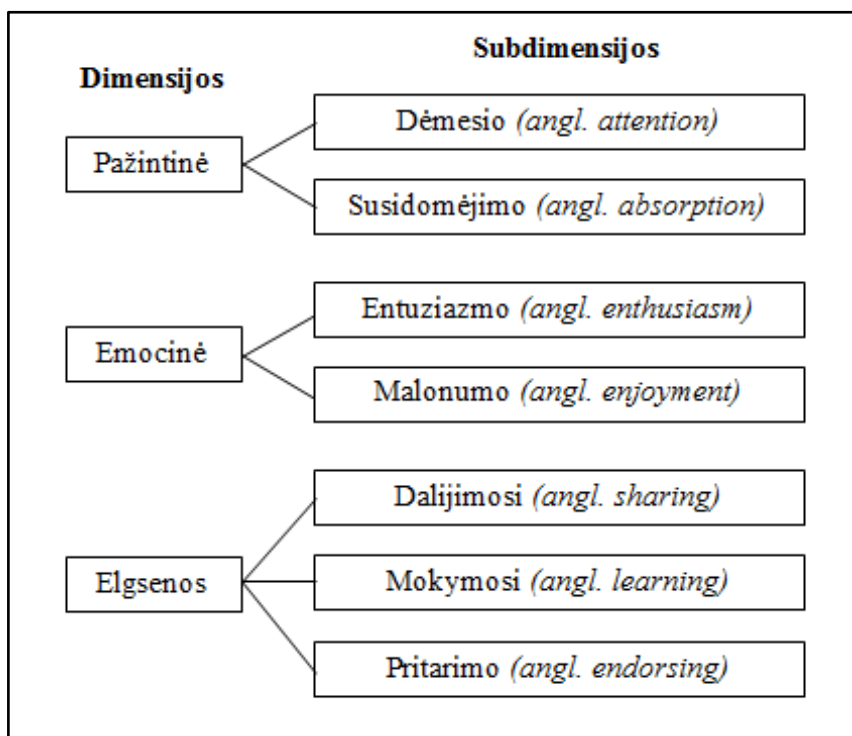 Subdimensijos
Dimensijos
Dėmesio (angl. attention)
Pažintinė
Susidomėjimo (angl. absorption)
Entuziazmo (angl. enthusiasm)
Emocinė
Malonumo (angl. enjoyment)
Dalijimosi (angl. sharing)
Elgsenos
Mokymosi (angl. learning)
Pritarimo (angl. endorsing)